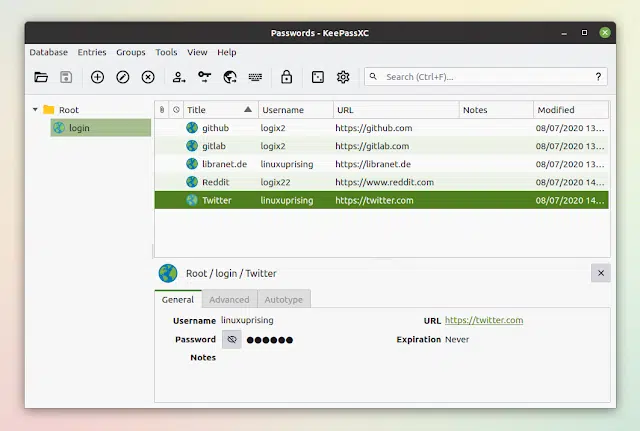 Passwords - KeePassXC
Database Entries Groups Tools View Help
Search (Ctrl+F)... ?
Root
login
Title Username URL Notes Modified
github logix2 https://github.com 08/07/2020 13...
gitlab logix2 https://gitlab.com 08/07/2020 13...
libranet.de linuxuprising https://libranet.de 08/07/2020 13...
Reddit logix22 https://www.reddit.com 08/07/2020 14...
Twitter linuxuprising https://twitter.com 08/07/2020 14...
Root / login / Twitter
General Advanced Autotype
Username linuxuprising URL https://twitter.com
Password ●●●●●● Expiration Never
Notes